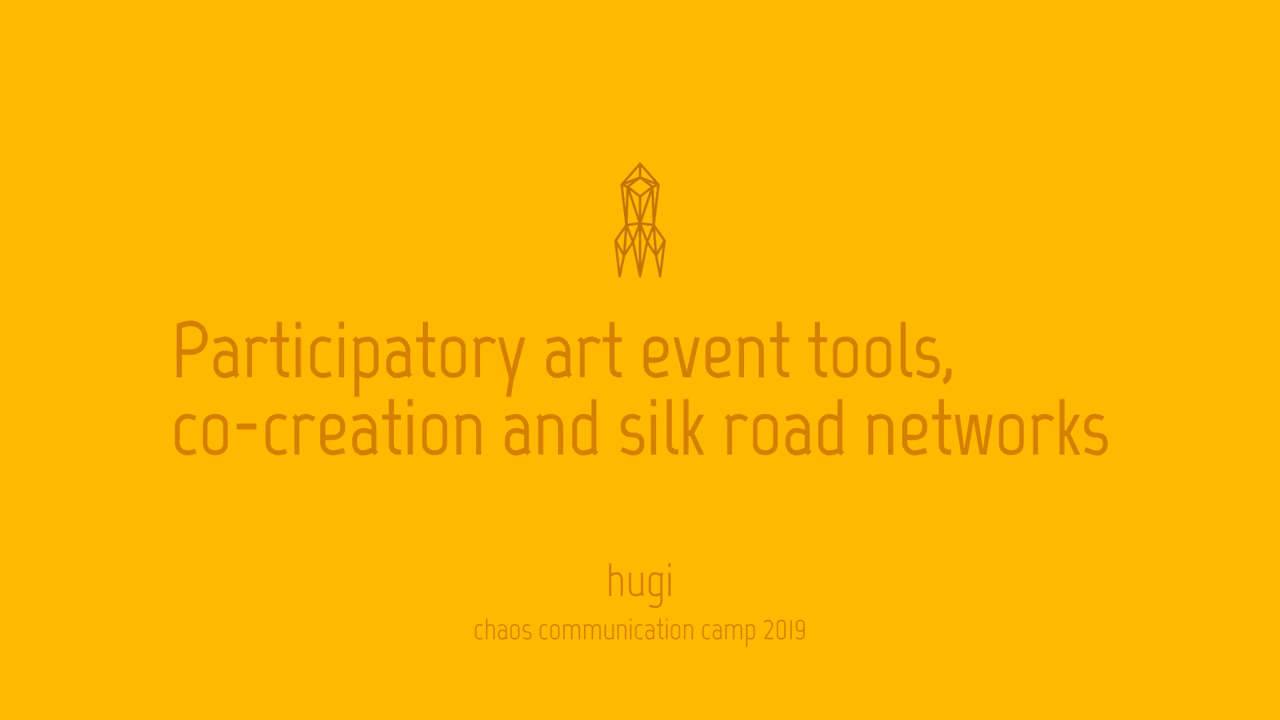 Participatory art event tools,
co-creation and silk road networks
hugi
chaos communication camp 2019